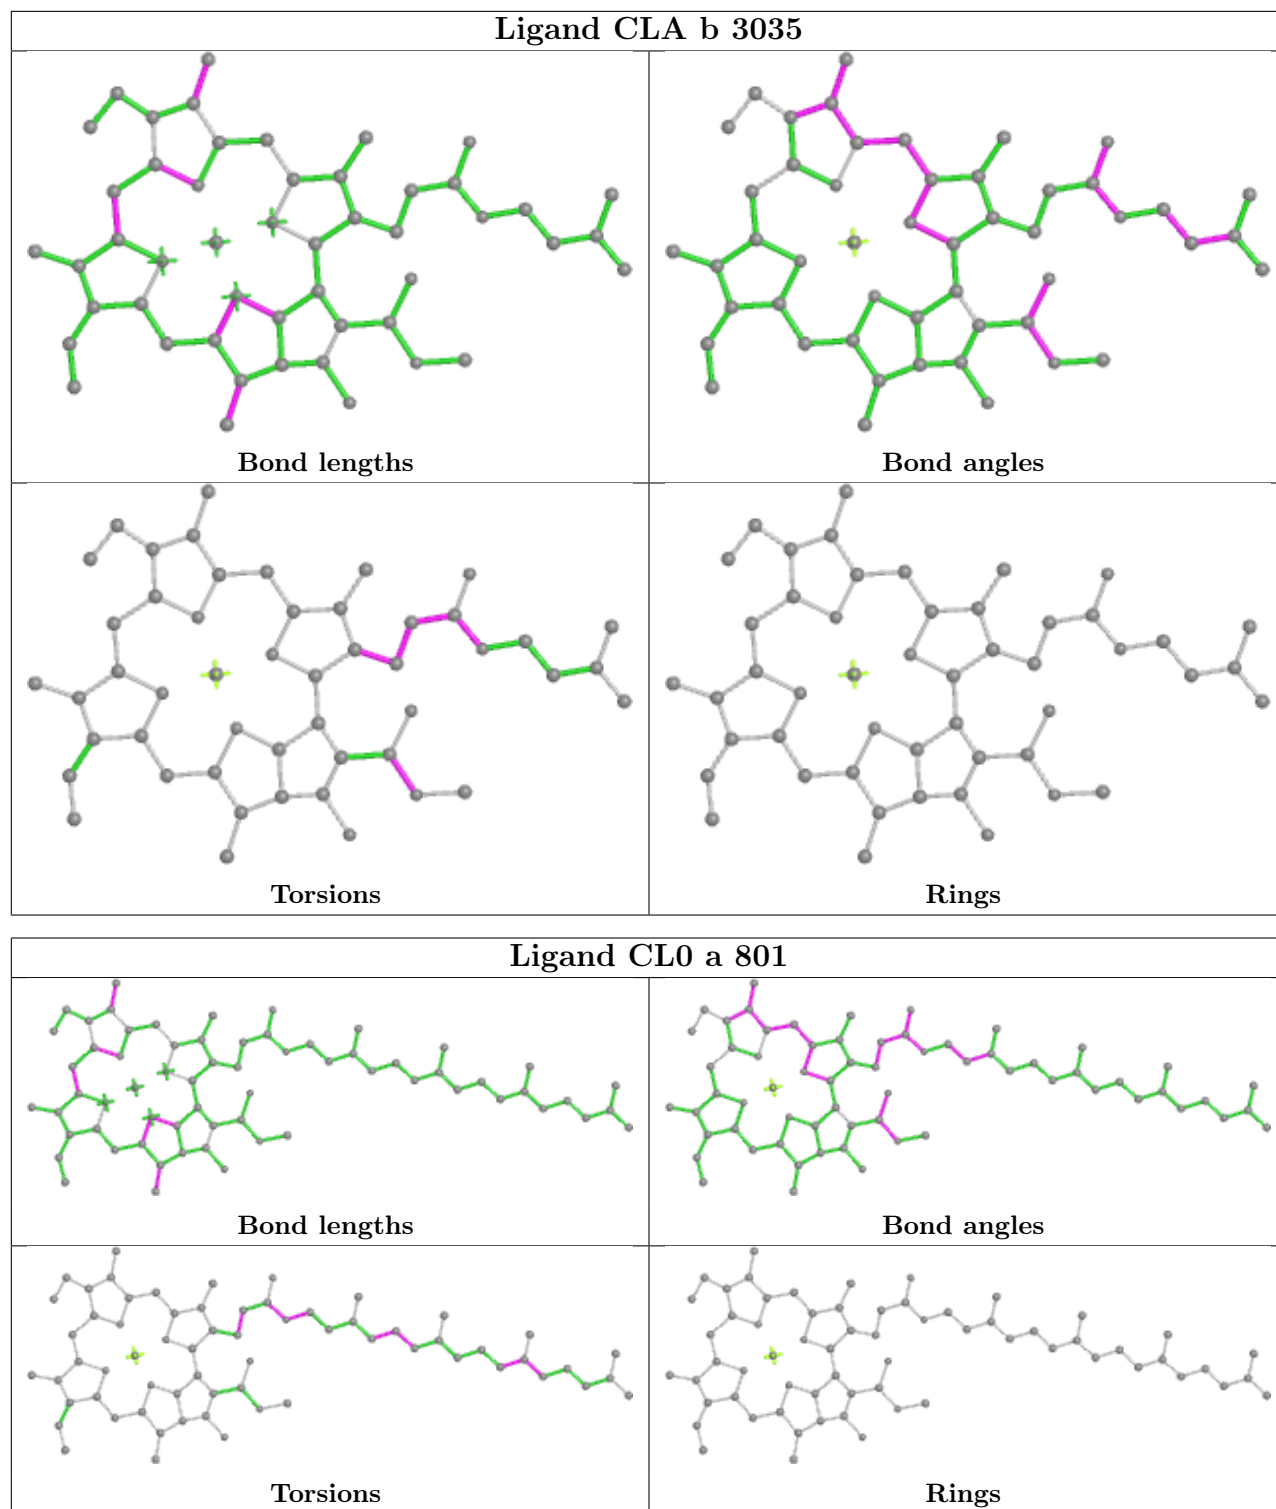 Ligand CLA b 3035
Bond lengths
Bond angles
Torsions
Rings
Ligand CL0 a 801
Bond lengths
Bond angles
Torsions
Rings